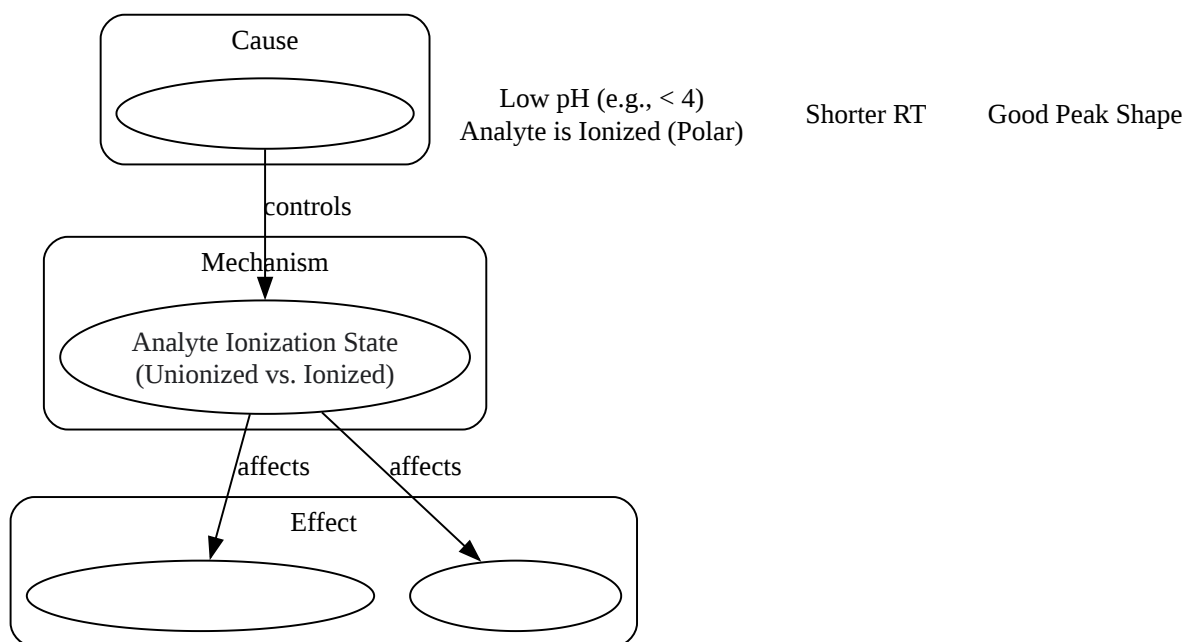 Cause
Low pH (e.g., < 4)
Analyte is Ionized (Polar)
Shorter RT
Good Peak Shape
controls
Mechanism
Analyte Ionization State
(Unionized vs. Ionized)
affects
affects
Effect